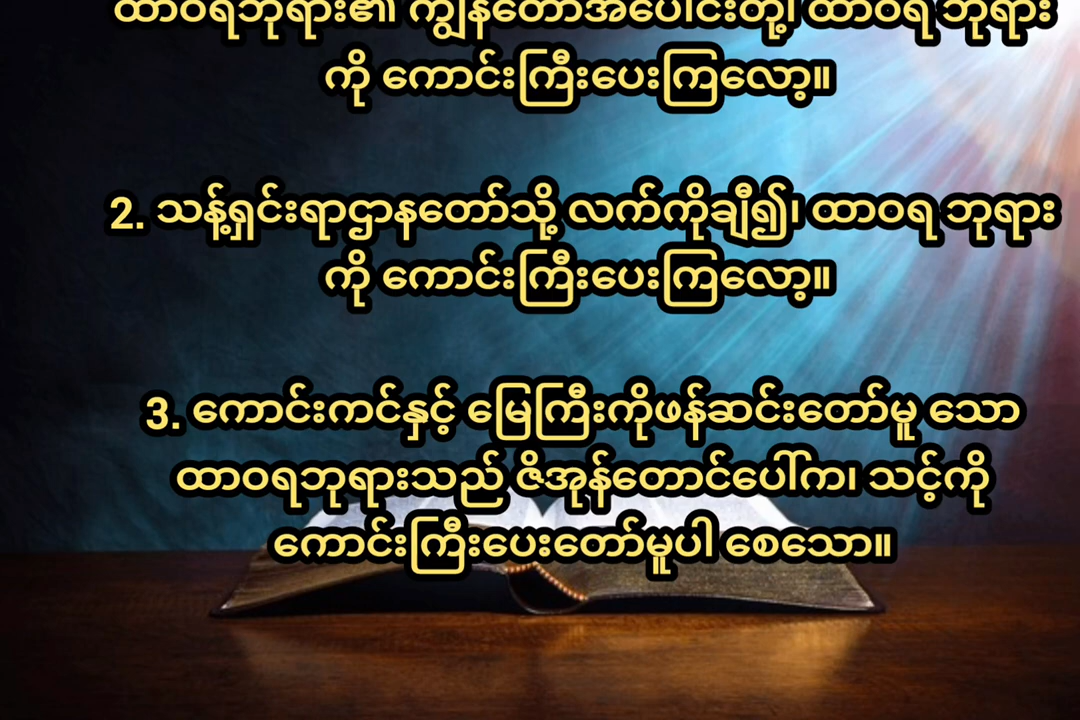 ထာဝရဘုရား၏ ကျွန်တော်အပေါင်းတို့၊ ထာဝရ ဘုရား
ကို ကောင်းကြီးပေးကြလော့။
2. သန့်ရှင်းရာဌာနတော်သို့ လက်ကိုချီ၍၊ ထာဝရ ဘုရား
ကို ကောင်းကြီးပေးကြလော့။
3. ကောင်းကင်နှင့် မြေကြီးကိုဖန်ဆင်းတော်မူ သော
ထာဝရဘုရားသည် ဇိအုန်တောင်ပေါ်က၊ သင့်ကို
ကောင်းကြီးပေးတော်မူပါ စေသော။